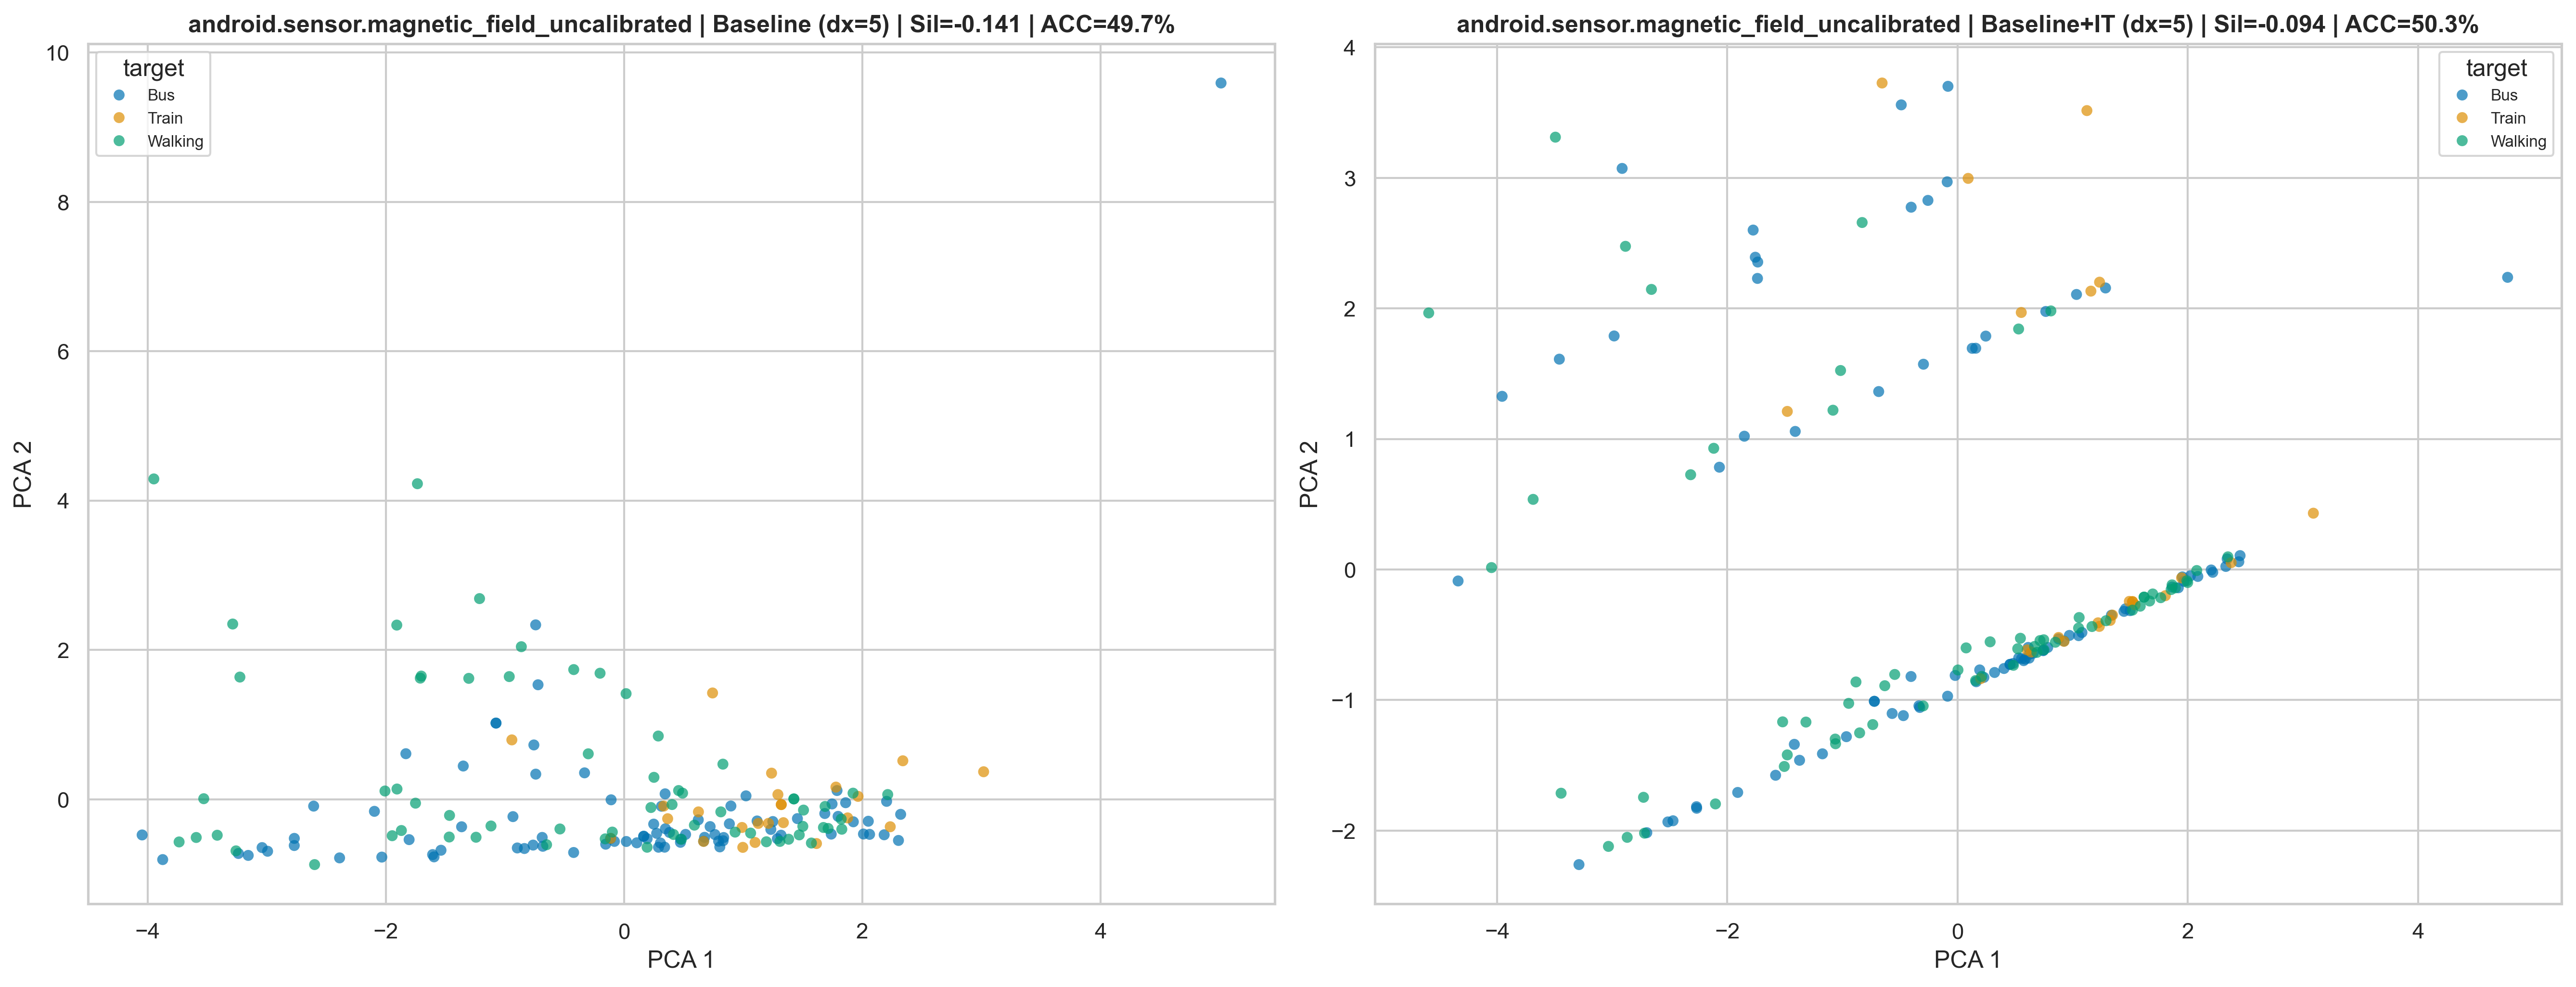 android.sensor.magnetic_field_uncalibrated | Baseline (dx=5) | Sil=-0.141 | ACC=49.7%
target
Bus
Train
Walking
10
8
6
4
2
0
PCA 2
−4
−2
0
2
4
PCA 1
android.sensor.magnetic_field_uncalibrated | Baseline+IT (dx=5) | Sil=-0.094 | ACC=50.3%
target
Bus
Train
Walking
4
3
2
1
0
−1
−2
PCA 2
−4
−2
0
2
4
PCA 1